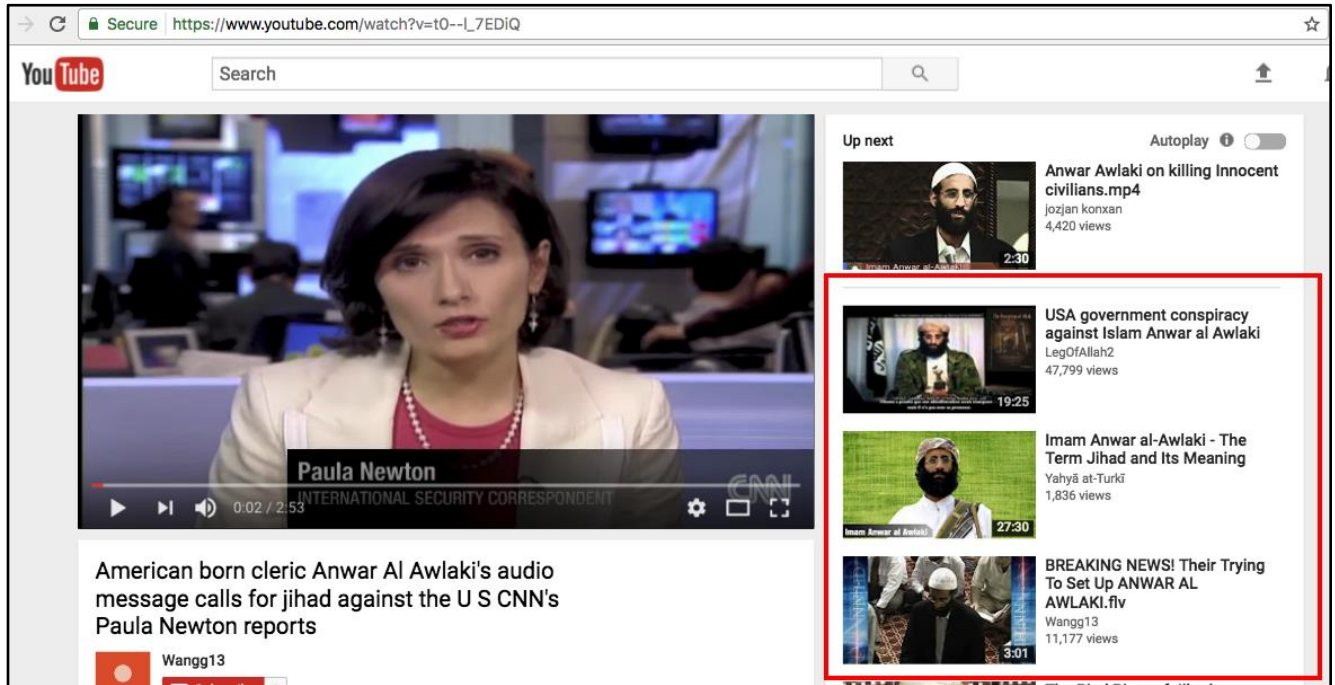 Secure https://www.youtube.com/watch?v=t0--l_7EDiQ
YouTube
Search
Paula Newton
INTERNATIONAL SECURITY CORRESPONDENT
CNN
0:02 / 2:53
American born cleric Anwar Al Awlaki's audio
message calls for jihad against the U S CNN's
Paula Newton reports
Wangg13
Up next
Autoplay
Anwar Awlaki on killing Innocent
civilians.mp4
jozjan konxan
4,420 views
Imam Anwar al-Awlaki
2:30
USA government conspiracy
against Islam Anwar al Awlaki
LegOfAllah2
47,799 views
19:25
Imam Anwar al-Awlaki - The
Term Jihad and Its Meaning
Yahyā at-Turkī
1,836 views
Imam Anwar al Awlaki
27:30
BREAKING NEWS! Their Trying
To Set Up ANWAR AL
AWLAKI.flv
Wangg13
11,177 views
3:01